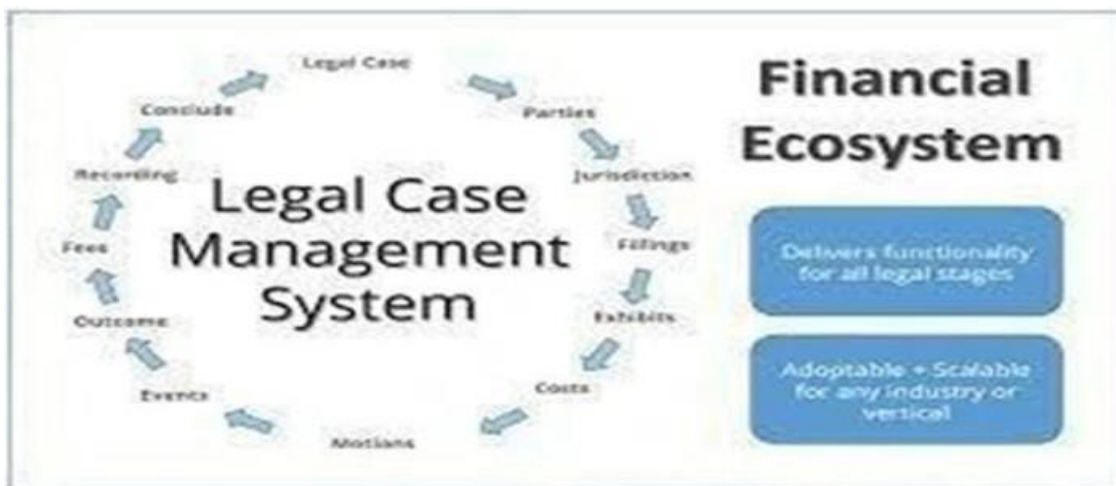 Legal Case
Parties
Jurisdiction
Fillings
Exhibits
Costs
Motions
Events
Outcome
Fees
Recording
Conclude
Legal Case
Management
System
Financial
Ecosystem
Delivers functionality
for all legal stages
Adoptable + Scalable
for any industry or
vertical